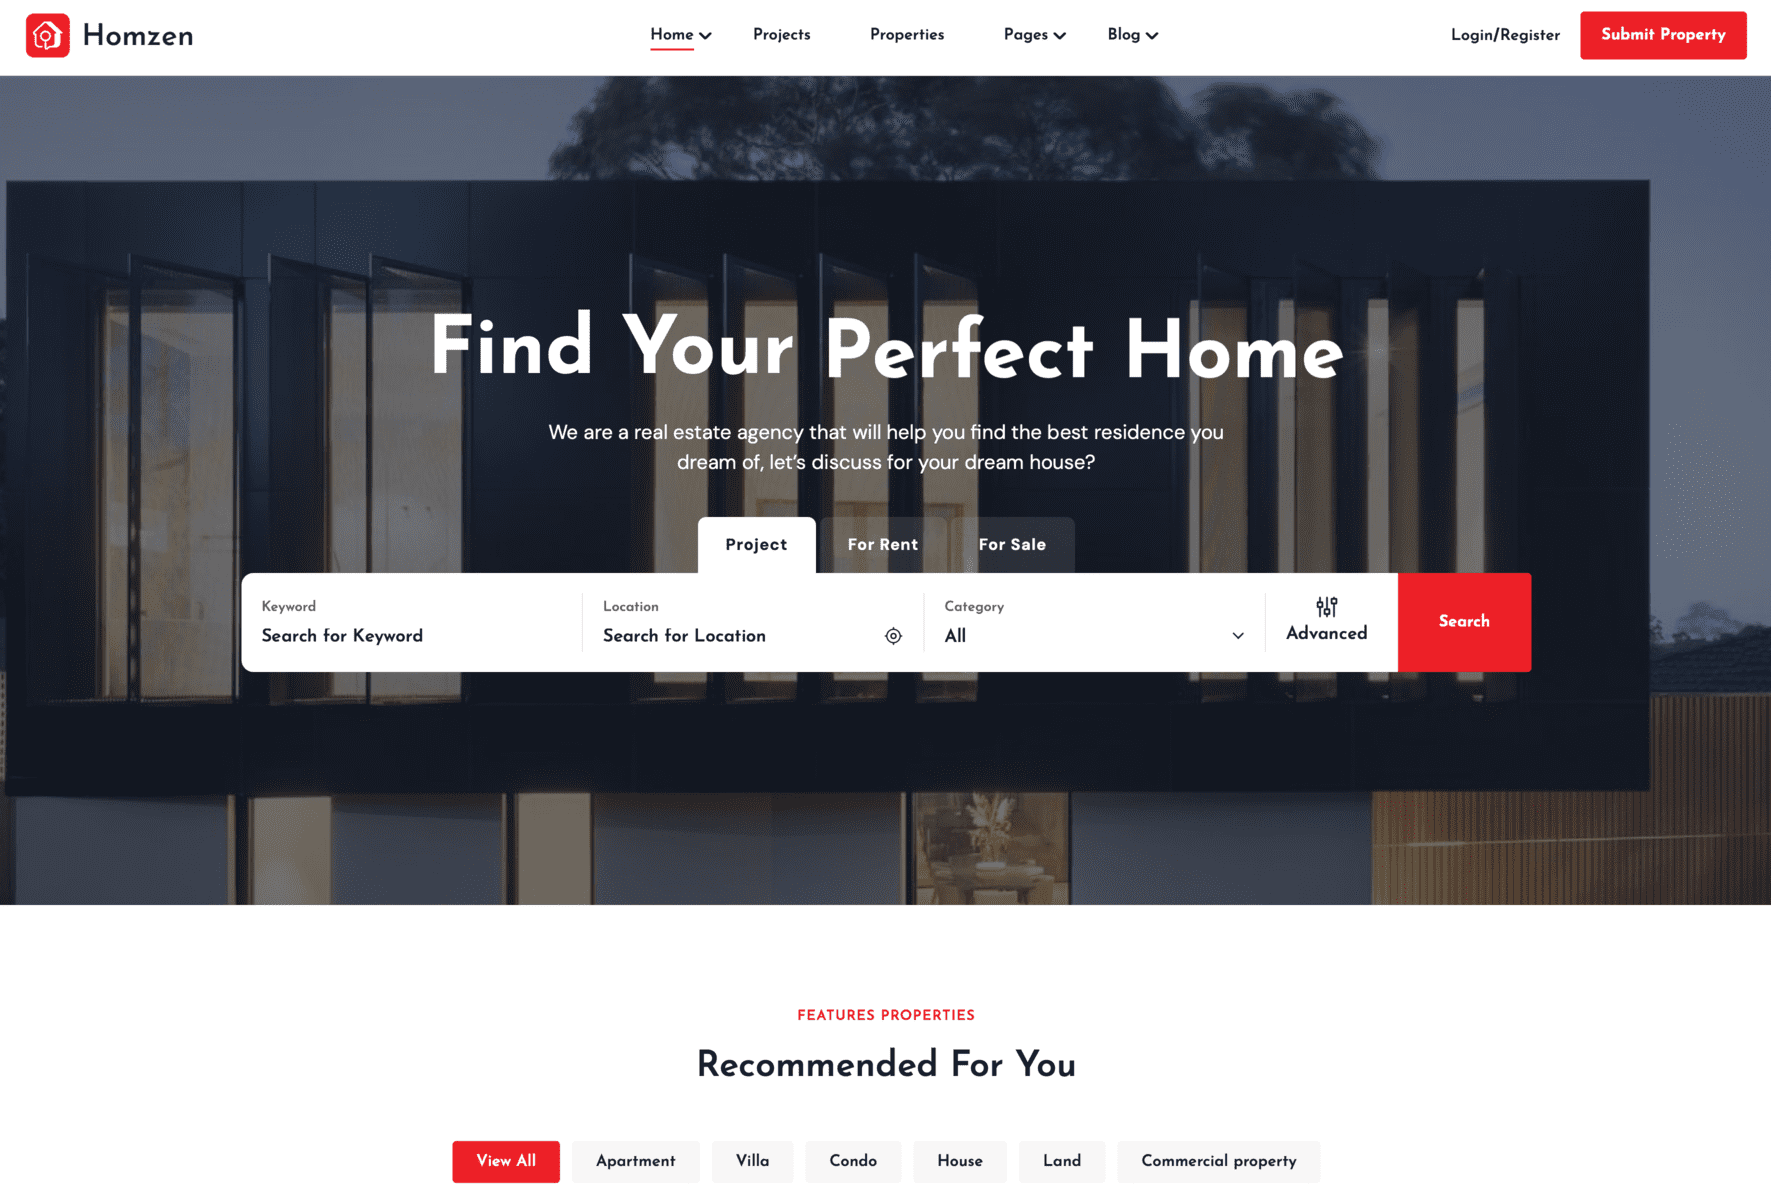 Homzen
Home
Projects
Properties
Pages
Blog
Login/Register
Submit Property
Find Your Perfect Home
We are a real estate agency that will help you find the best residence you
dream of, let's discuss for your dream house?
Project
For Rent
For Sale
Keyword
Search for Keyword
Location
Search for Location
Category
All
Advanced
Search
FEATURES PROPERTIES
Recommended For You
View All
Apartment
Villa
Condo
House
Land
Commercial property